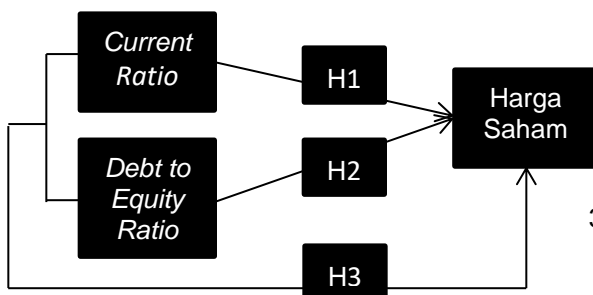 Current
Ratio
H1
Harga
Saham
Debt to
Equity
Ratio
H2
H3